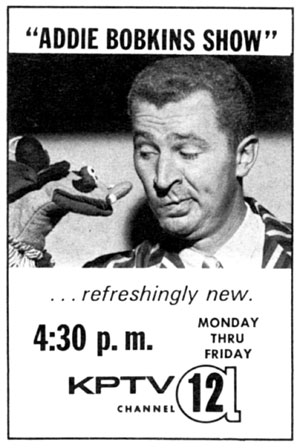 "ADDIE BOBKINS SHOW"
...refreshingly new.
4:30 p. m.
MONDAY
THRU
FRIDAY
KPTV
CHANNEL
12